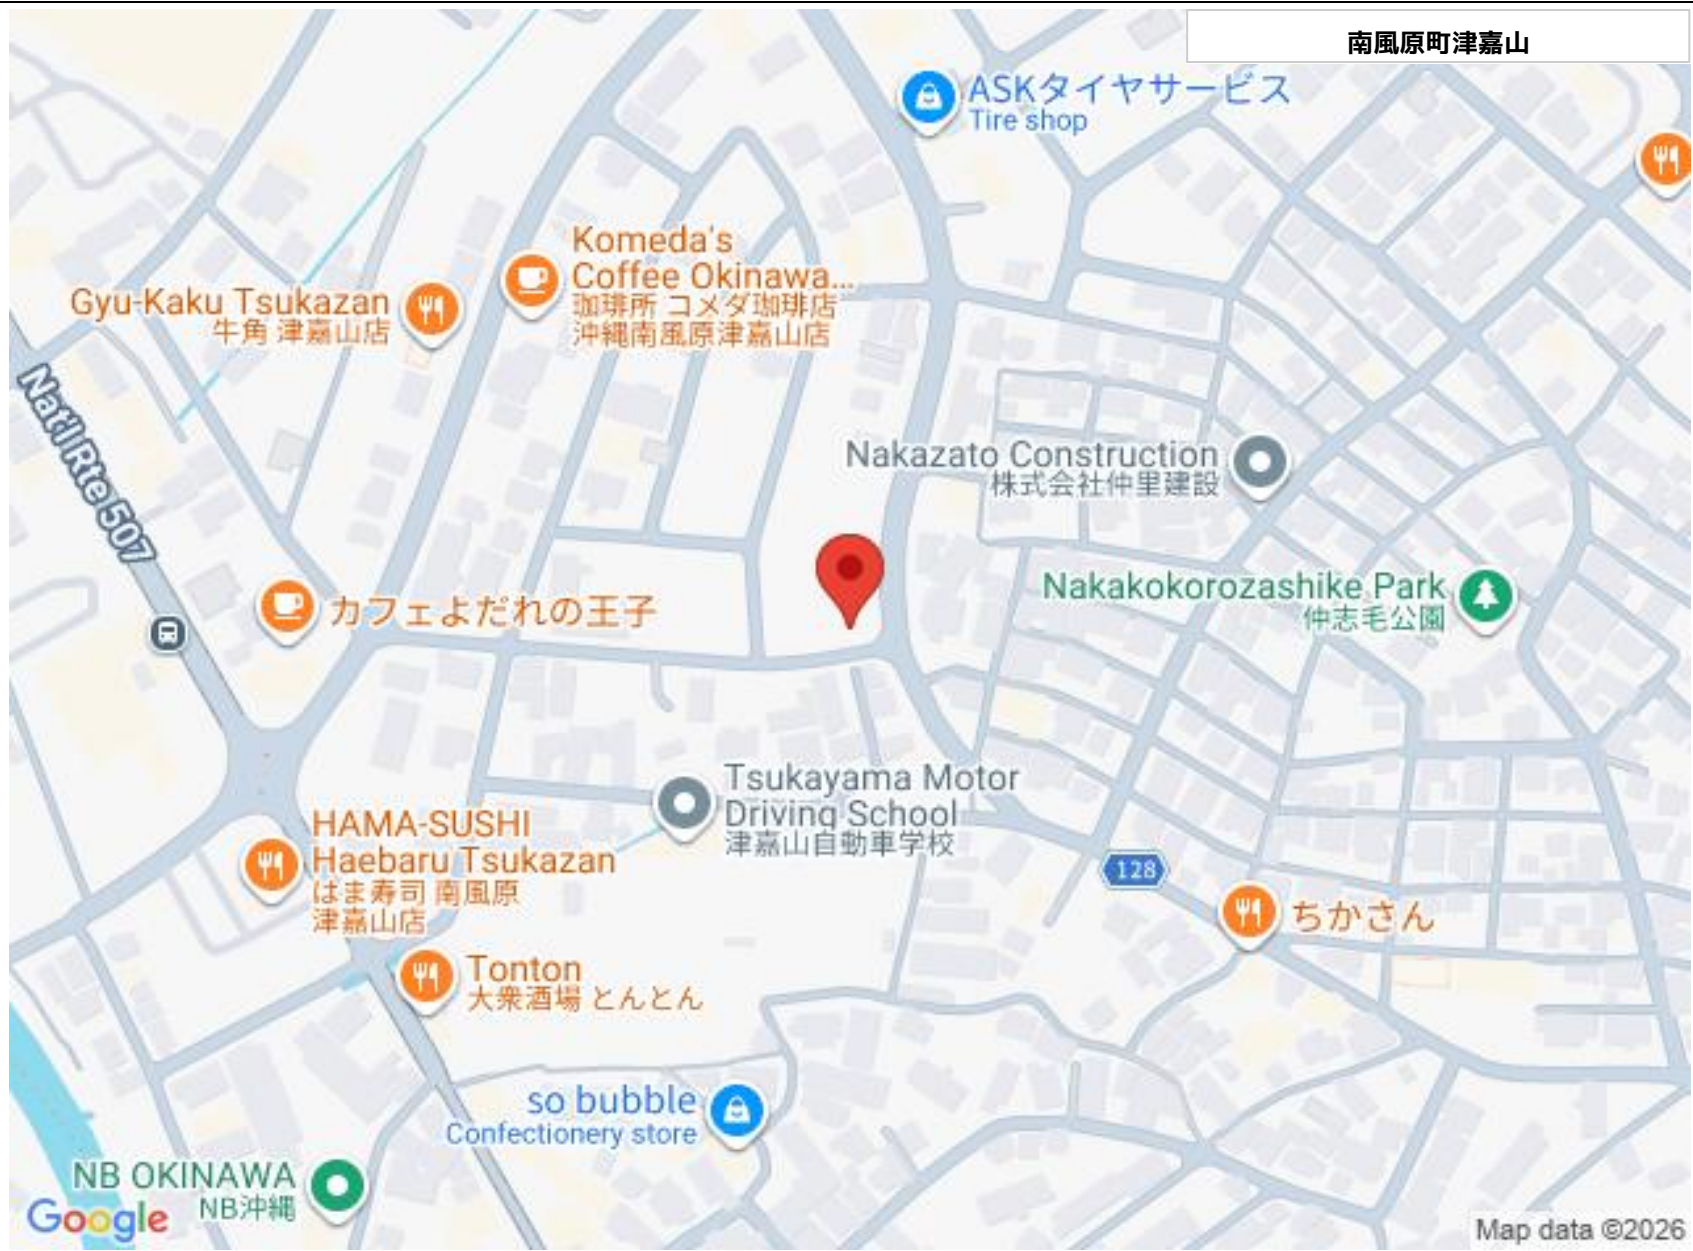 南風原町津嘉山
ASKタイヤサービス
Tire shop
Komeda's
Coffee Okinawa...
珈琲所 コメダ珈琲店
沖縄南風原津嘉山店
Gyu-Kaku Tsukazan
牛角 津嘉山店
Nat'l Rte 507
Nakazato Construction
株式会社仲里建設
カフェよだれの王子
Nakakokorozashike Park
仲志毛公園
Tsukayama Motor
Driving School
津嘉山自動車学校
HAMA-SUSHI
Haebaru Tsukazan
はま寿司 南風原
津嘉山店
128
ちかさん
Tonton
大衆酒場 とんとん
so bubble
Confectionery store
NB OKINAWA
NB沖縄
Google
Map data ©2026